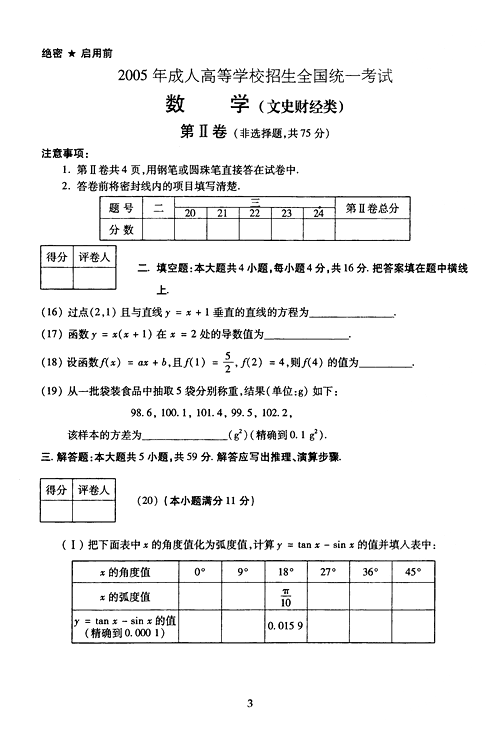 绝密 ★ 启用前
2005 年成人高等学校招生全国统一考试
数 学 (文史财经类)
第Ⅱ卷 (非选择题,共75分)
注意事项:
1. 第Ⅱ卷共4页,用钢笔或圆珠笔直接答在试卷中.
2. 答卷前将密封线内的项目填写清楚.
题号 二 三 第Ⅱ卷总分
20 21 22 23 24
分数
得分 评卷人
二. 填空题:本大题共4小题,每小题4分,共16分.把答案填在题中横线
上.
(16) 过点(2,1)且与直线 y = x + 1 垂直的直线的方程为________.
(17) 函数 y = x(x + 1) 在 x = 2 处的导数值为________.
(18) 设函数 f(x) = ax + b,且 f(1) = 5/2, f(2) = 4,则 f(4) 的值为________.
(19) 从一批袋装食品中抽取5袋分别称重,结果(单位:g)如下:
98.6, 100.1, 101.4, 99.5, 102.2,
该样本的方差为________(g²)(精确到0.1 g²).
三.解答题:本大题共5小题,共59分.解答应写出推理、演算步骤.
得分 评卷人
(20) (本小题满分11分)
(Ⅰ) 把下面表中 x 的角度值化为弧度值,计算 y = tan x − sin x 的值并填入表中:
x 的角度值 0° 9° 18° 27° 36° 45°
x 的弧度值 π/10
y = tan x − sin x 的值
(精确到0.000 1) 0.015 9
3